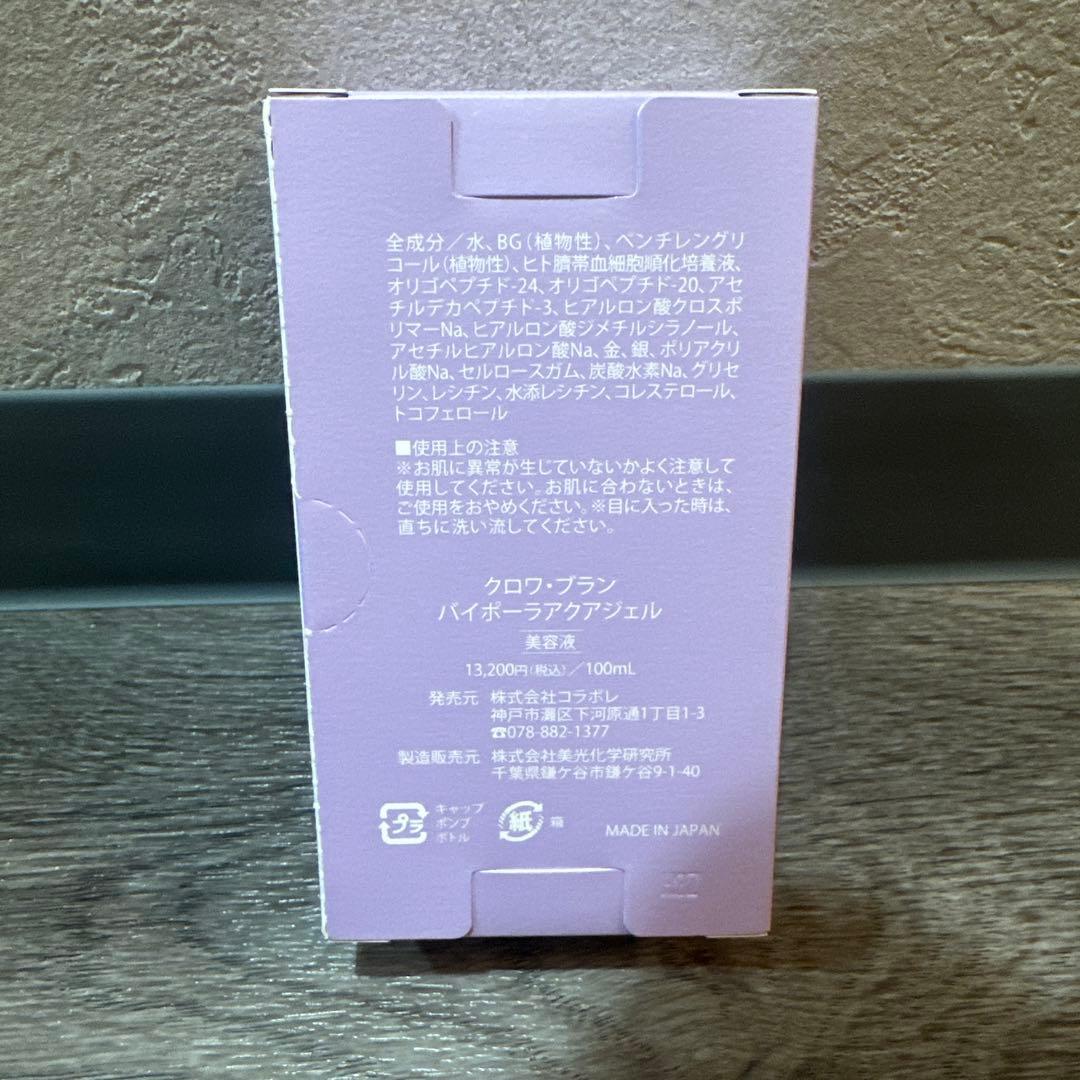 全成分／水、BG（植物性）、ペンチレングリ
コール（植物性）、ヒト臍帯血細胞順化培養液、
オリゴペプチド-24、オリゴペプチド-20、アセ
チルデカペプチド-3、ヒアルロン酸クロスポ
リマーNa、ヒアルロン酸ジメチルシラノール、
アセチルヒアルロン酸Na、金、銀、ポリアクリ
ル酸Na、セルロースガム、炭酸水素Na、グリセ
リン、レシチン、水添レシチン、コレステロール、
トコフェロール
■使用上の注意
※お肌に異常が生じていないかよく注意して
使用してください。お肌に合わないときは、
ご使用をおやめください。※目に入った時は、
直ちに洗い流してください。
クロワ・ブラン
バイポーラアクアジェル
美容液
13,200円（税込）／100mL
発売元 株式会社コラボレ
神戸市灘区下河原通1丁目1-3
☎078-882-1377
製造販売元 株式会社美光化学研究所
千葉県鎌ケ谷市鎌ケ谷9-1-40
プラ
キャップ
ポンプ
ボトル
紙 箱
MADE IN JAPAN